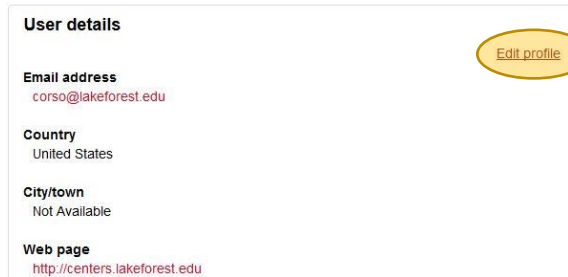 User details
Edit profile
Email address
corso@lakeforest.edu
Country
United States
City/town
Not Available
Web page
http://centers.lakeforest.edu